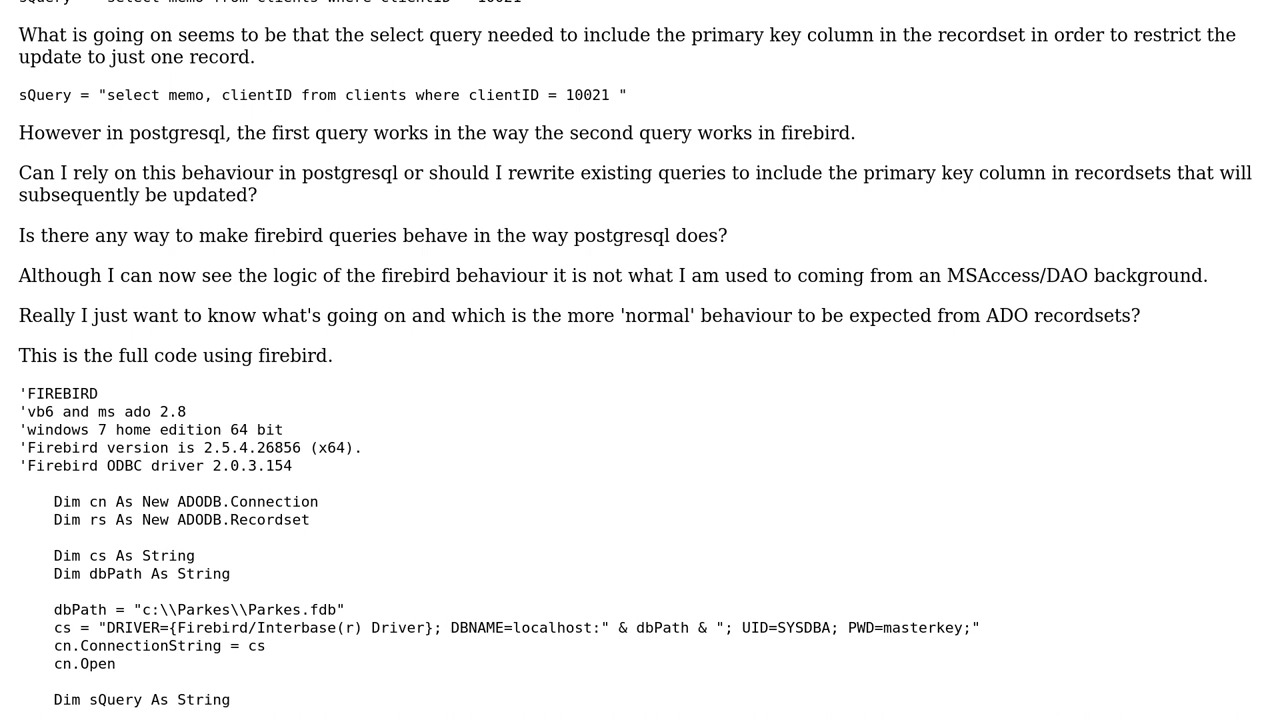 sQuery = "select memo from clients where clientID = 10021 "
What is going on seems to be that the select query needed to include the primary key column in the recordset in order to restrict the
update to just one record.
sQuery = "select memo, clientID from clients where clientID = 10021 "
However in postgresql, the first query works in the way the second query works in firebird.
Can I rely on this behaviour in postgresql or should I rewrite existing queries to include the primary key column in recordsets that will
subsequently be updated?
Is there any way to make firebird queries behave in the way postgresql does?
Although I can now see the logic of the firebird behaviour it is not what I am used to coming from an MSAccess/DAO background.
Really I just want to know what's going on and which is the more 'normal' behaviour to be expected from ADO recordsets?
This is the full code using firebird.
'FIREBIRD
'vb6 and ms ado 2.8
'windows 7 home edition 64 bit
'Firebird version is 2.5.4.26856 (x64).
'Firebird ODBC driver 2.0.3.154
Dim cn As New ADODB.Connection
Dim rs As New ADODB.Recordset
Dim cs As String
Dim dbPath As String
dbPath = "c:\\Parkes\\Parkes.fdb"
cs = "DRIVER={Firebird/Interbase(r) Driver}; DBNAME=localhost:" & dbPath & "; UID=SYSDBA; PWD=masterkey;"
cn.ConnectionString = cs
cn.Open
Dim sQuery As String